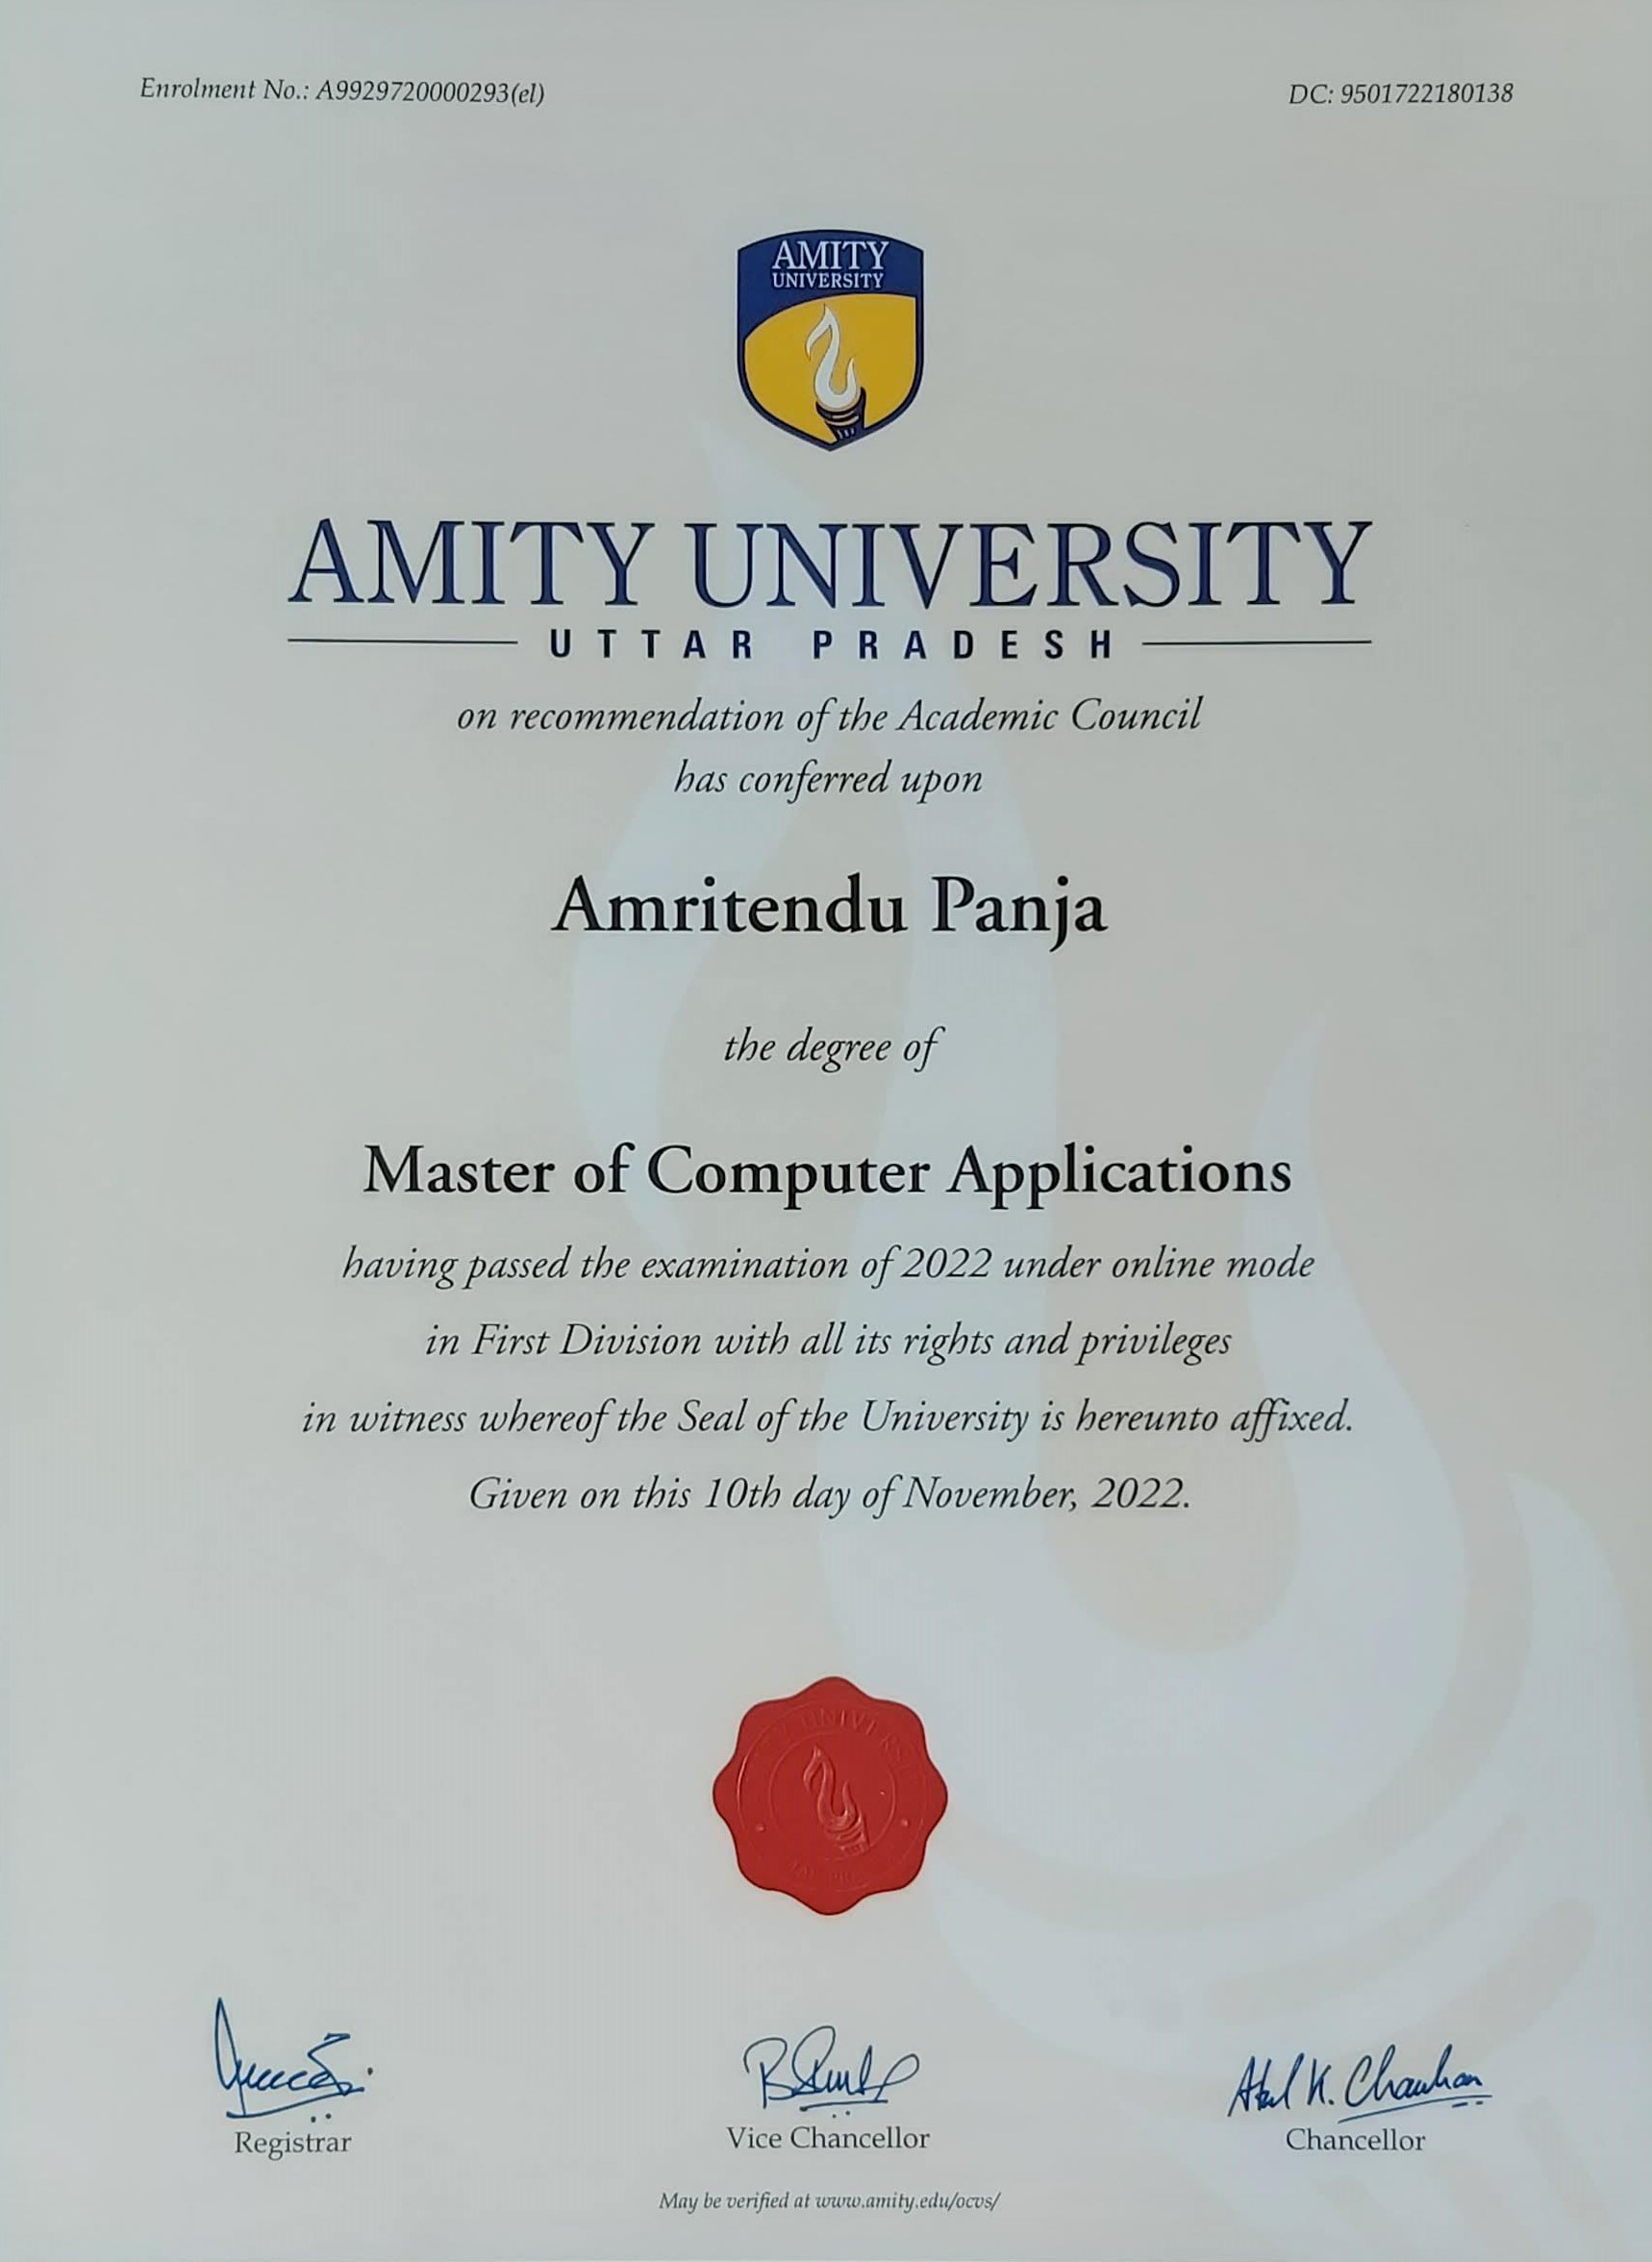 Enrolment No.: A9929720000293(el)
DC: 9501722180138
AMITY
UNIVERSITY
AMITY UNIVERSITY
UTTAR PRADESH
on recommendation of the Academic Council
has conferred upon
Amritendu Panja
the degree of
Master of Computer Applications
having passed the examination of 2022 under online mode
in First Division with all its rights and privileges
in witness whereof the Seal of the University is hereunto affixed.
Given on this 10th day of November, 2022.
Atul K. Chauhan
Registrar
Vice Chancellor
Chancellor
May be verified at www.amity.edu/ocvs/